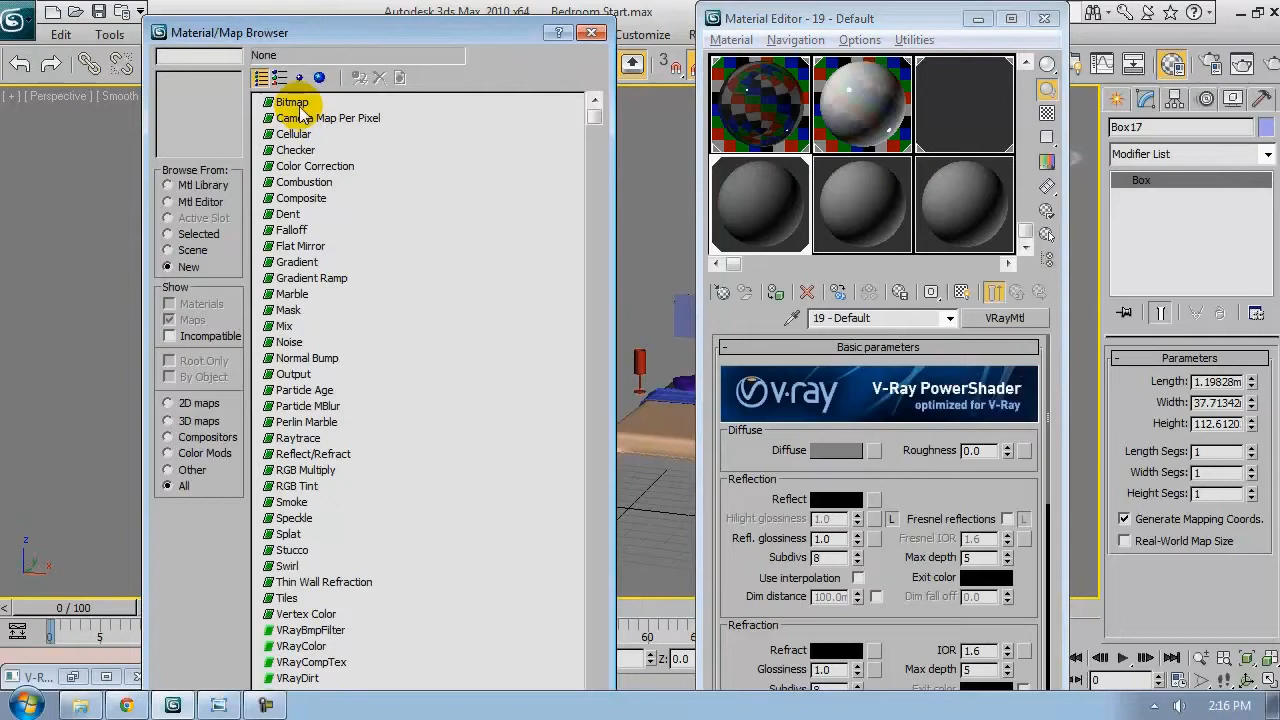 Autodesk 3ds Max 2010 x64
Bedroom Start.max
Edit
Tools
Customize
[ + ] [ Perspective ] [ Smooth
Material/Map Browser
None
Browse From:
Mtl Library
Mtl Editor
Active Slot
Selected
Scene
New
Show
Materials
Maps
Incompatible
Root Only
By Object
2D maps
3D maps
Compositors
Color Mods
Other
All
Bitmap
Camera Map Per Pixel
Cellular
Checker
Color Correction
Combustion
Composite
Dent
Falloff
Flat Mirror
Gradient
Gradient Ramp
Marble
Mask
Mix
Noise
Normal Bump
Output
Particle Age
Particle MBlur
Perlin Marble
Raytrace
Reflect/Refract
RGB Multiply
RGB Tint
Smoke
Speckle
Splat
Stucco
Swirl
Thin Wall Refraction
Tiles
Vertex Color
VRayBmpFilter
VRayColor
VRayCompTex
VRayDirt
Material Editor - 19 - Default
Material
Navigation
Options
Utilities
19 - Default
VRayMtl
Basic parameters
v·ray
V-Ray PowerShader
optimized for V-Ray
Diffuse
Diffuse
Roughness 0.0
Reflection
Reflect
Hilight glossiness 1.0
L
Fresnel reflections
L
Refl. glossiness 1.0
Fresnel IOR 1.6
Subdivs 8
Max depth 5
Use interpolation
Exit color
Dim distance 100.0m
Dim fall off 0.0
Refraction
Refract
IOR 1.6
Glossiness 1.0
Max depth 5
Subdivs 8
Exit color
Box17
Modifier List
Box
Parameters
Length: 1.19828m
Width: 37.71342
Height: 112.6120
Length Segs: 1
Width Segs: 1
Height Segs: 1
Generate Mapping Coords.
Real-World Map Size
z
x
0 / 100
0
5
60
65
Z: 0.0
V-R
0
2:16 PM